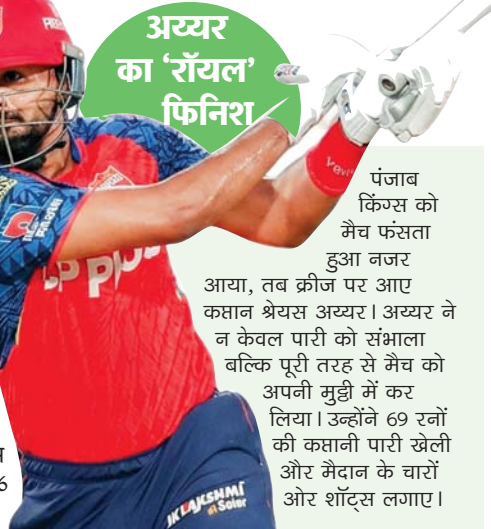 अय्यर
का ‘रॉयल’
फिनिश
पंजाब
किंग्स को
मैच फंसता
हुआ नजर
आया, तब क्रीज पर आए
कप्तान श्रेयस अय्यर। अय्यर ने
न केवल पारी को संभाला
बल्कि पूरी तरह से मैच को
अपनी मुट्ठी में कर
लिया। उन्होंने 69 रनों
की कप्तानी पारी खेली
और मैदान के चारों
ओर शॉट्स लगाए।
6
JK LAKSHMI
Solar